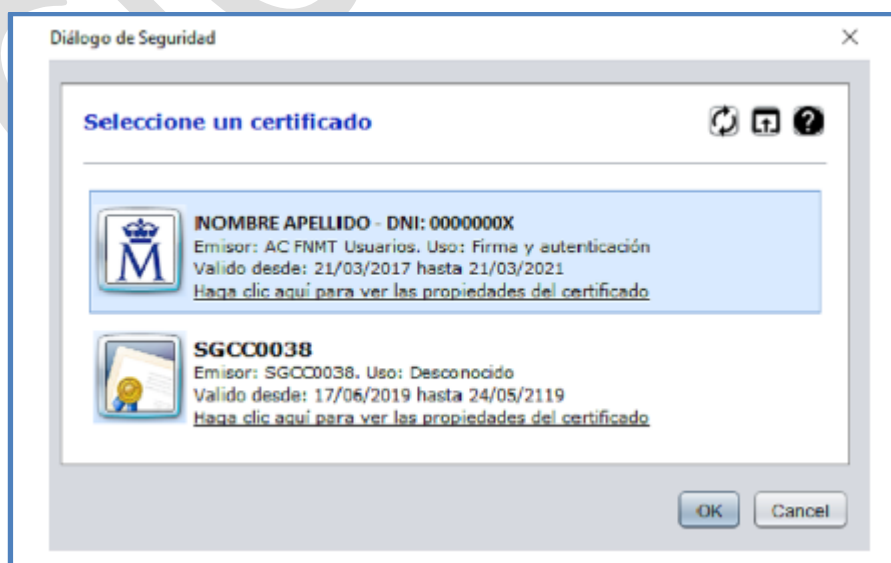 Diálogo de Seguridad
Seleccione un certificado
NOMBRE APELLIDO - DNI: 0000000X
Emisor: AC FNMT Usuarios. Uso: Firma y autenticación
Valido desde: 21/03/2017 hasta 21/03/2021
Haga clic aquí para ver las propiedades del certificado
SGCC0038
Emisor: SGCC0038. Uso: Desconocido
Valido desde: 17/06/2019 hasta 24/05/2119
Haga clic aquí para ver las propiedades del certificado
OK Cancel